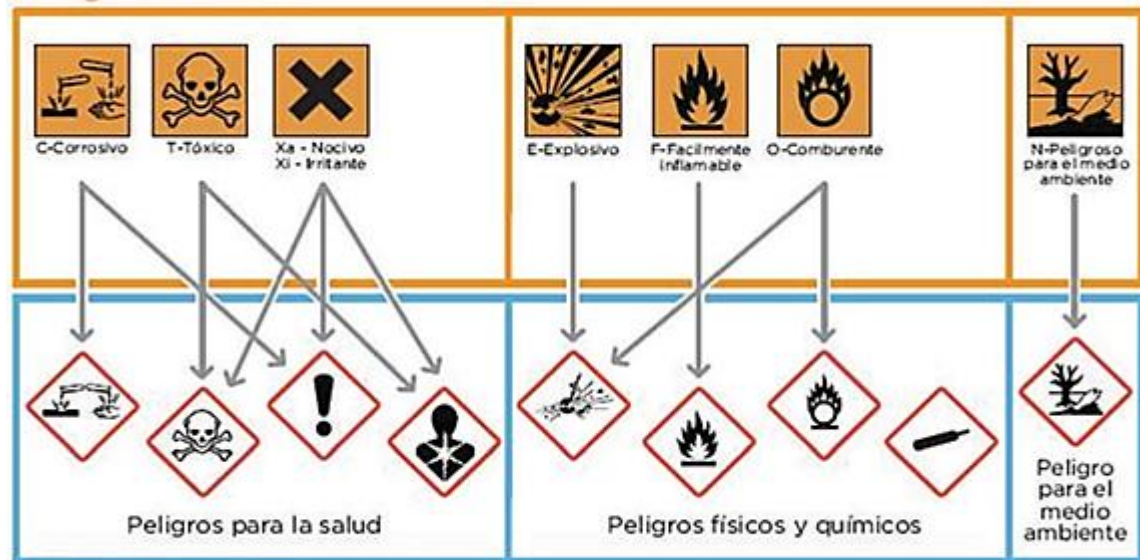 C-Corrosivo
T-Tóxico
Xa - Nocivo
Xi - Irritante
E-Explosivo
F-Facilmente
inflamable
O-Comburente
N-Peligroso
para el medio
ambiente
Peligros para la salud
Peligros físicos y químicos
Peligro
para el
medio
ambiente